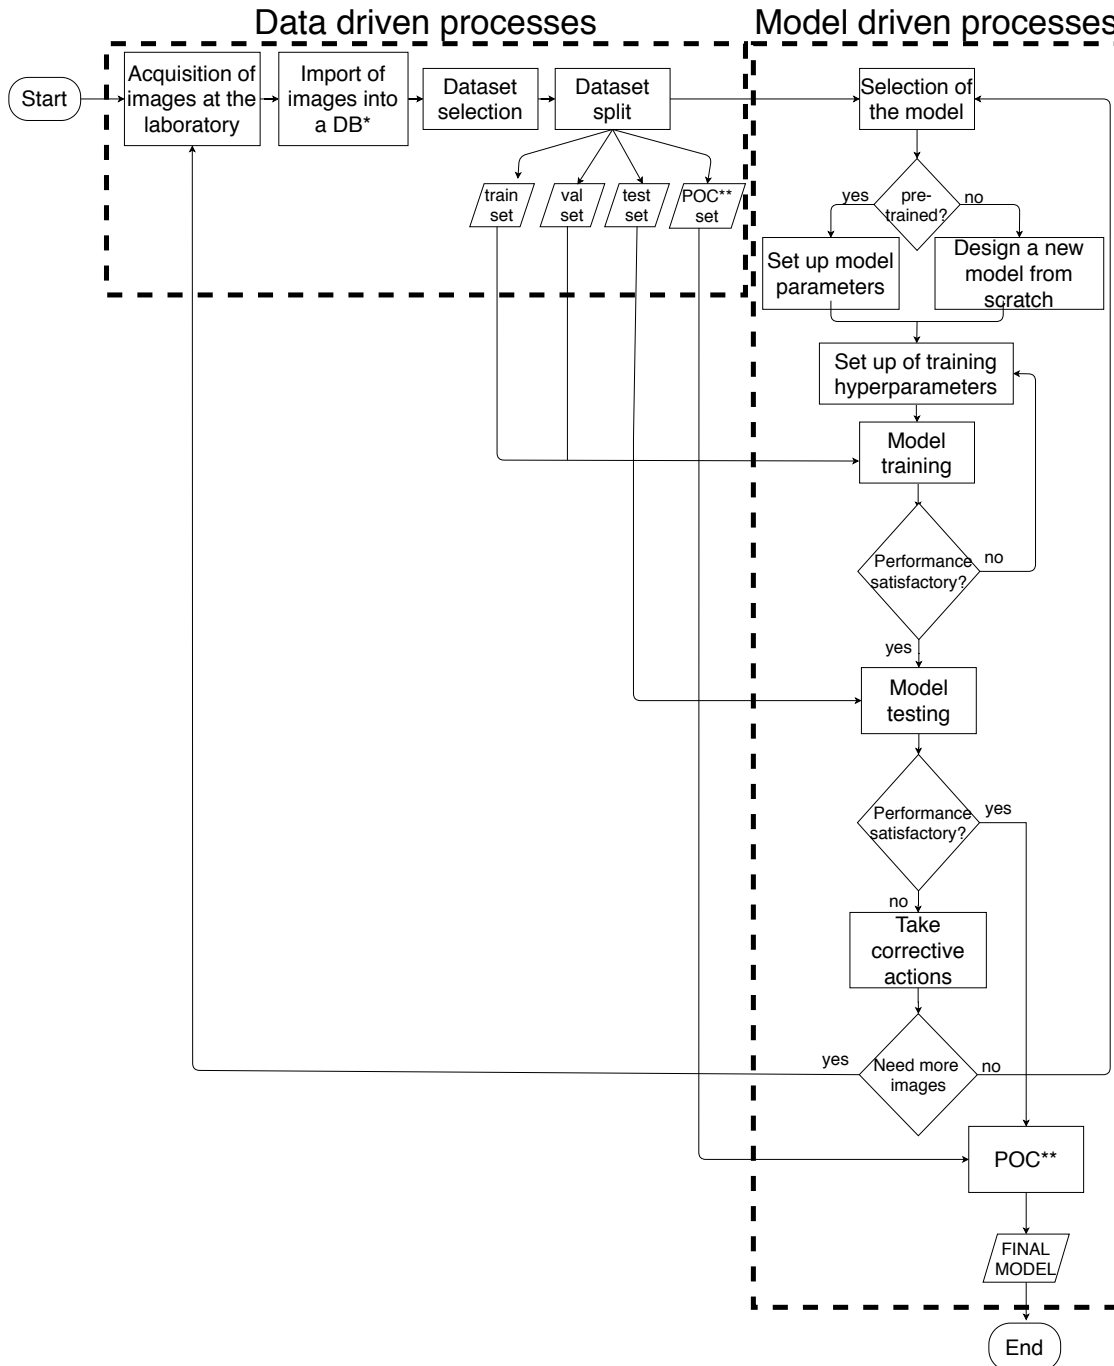 Data driven processes
Model driven processes
Start
Acquisition of
images at the
laboratory
Import of
images into
a DB*
Dataset
selection
Dataset
split
Selection of
the model
train
set
val
set
test
set
POC**
set
yes
pre-
trained?
no
Set up model
parameters
Design a new
model from
scratch
Set up of training
hyperparameters
Model
training
Performance
satisfactory?
no
yes
Model
testing
Performance
satisfactory?
yes
no
Take
corrective
actions
yes
Need more
images
no
POC**
FINAL
MODEL
End